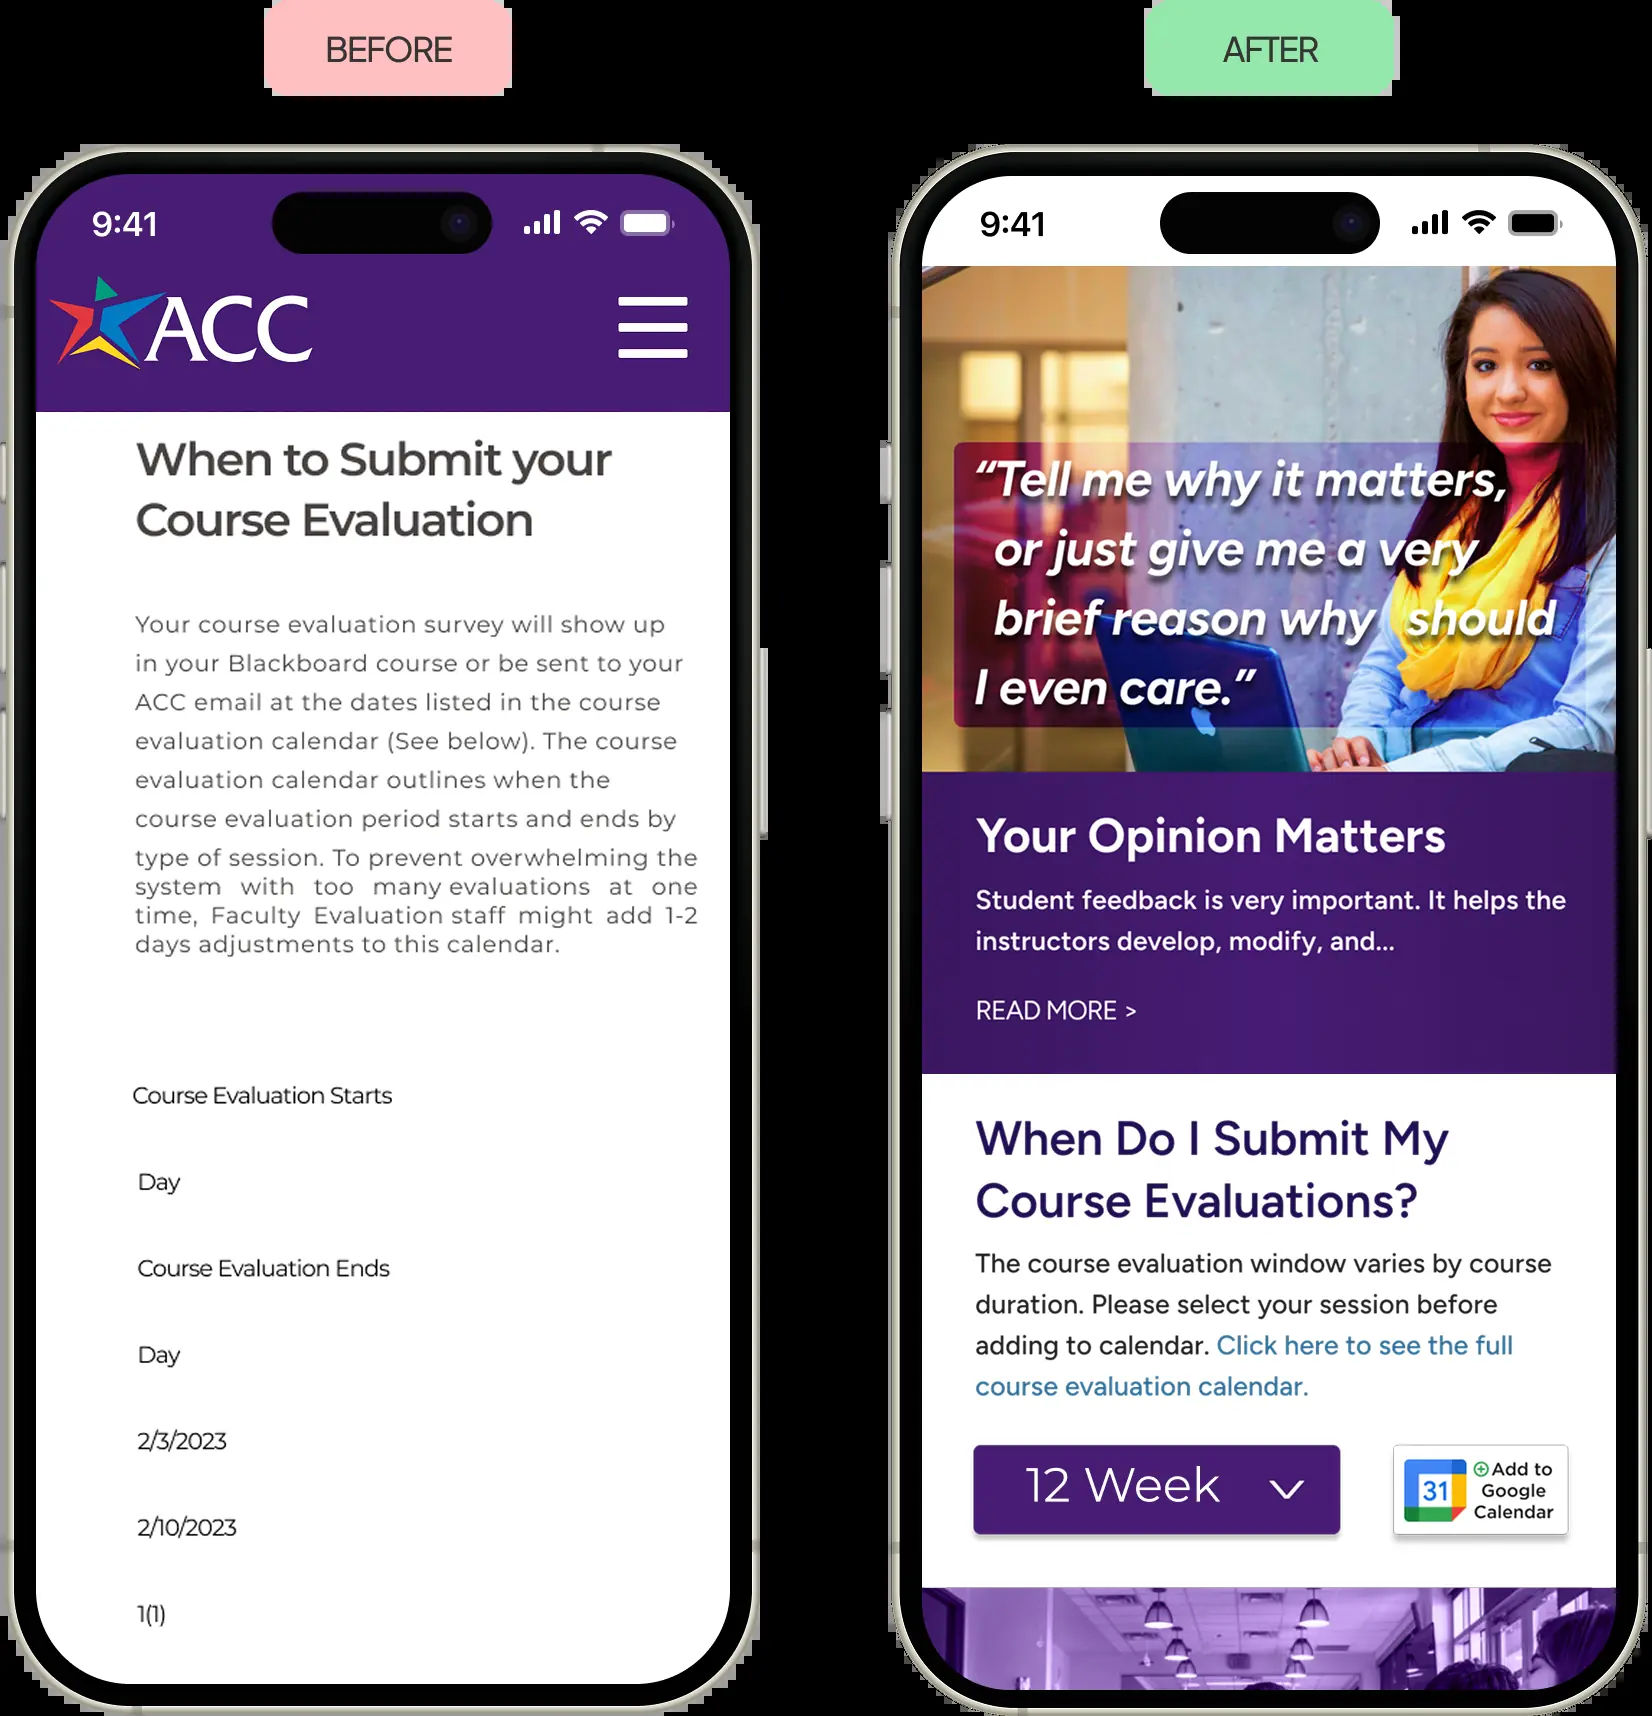 BEFORE
AFTER
9:41
ACC
When to Submit your
Course Evaluation
Your course evaluation survey will show up
in your Blackboard course or be sent to your
ACC email at the dates listed in the course
evaluation calendar (See below). The course
evaluation calendar outlines when the
course evaluation period starts and ends by
type of session. To prevent overwhelming the
system with too many evaluations at one
time, Faculty Evaluation staff might add 1-2
days adjustments to this calendar.
Course Evaluation Starts
Day
Course Evaluation Ends
Day
2/3/2023
2/10/2023
1(1)
9:41
“Tell me why it matters,
or just give me a very
brief reason why should
I even care.”
Your Opinion Matters
Student feedback is very important. It helps the
instructors develop, modify, and...
READ MORE >
When Do I Submit My
Course Evaluations?
The course evaluation window varies by course
duration. Please select your session before
adding to calendar. Click here to see the full
course evaluation calendar.
12 Week
31
Add to
Google
Calendar